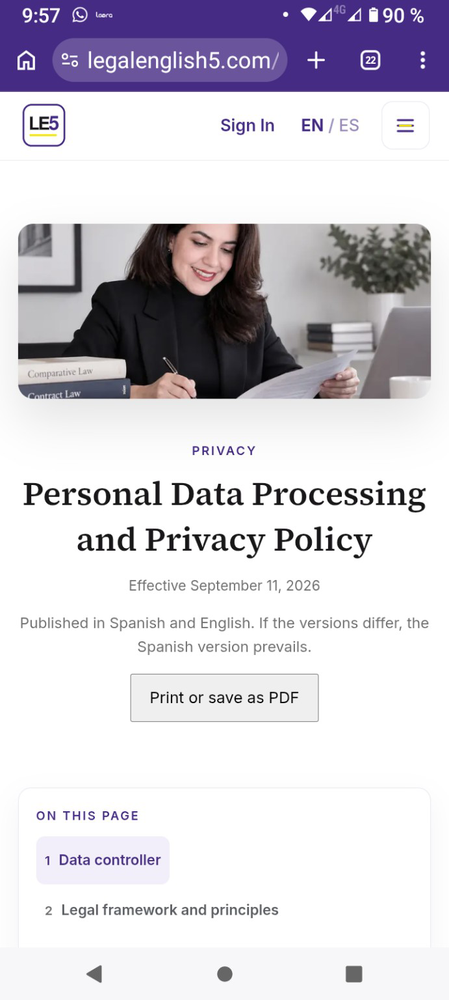 9:57 4G 90 %
legalenglish5.com/
22
LE5 Sign In EN / ES
Comparative Law
Contract Law
PRIVACY
Personal Data Processing
and Privacy Policy
Effective September 11, 2026
Published in Spanish and English. If the versions differ, the
Spanish version prevails.
Print or save as PDF
ON THIS PAGE
1 Data controller
2 Legal framework and principles